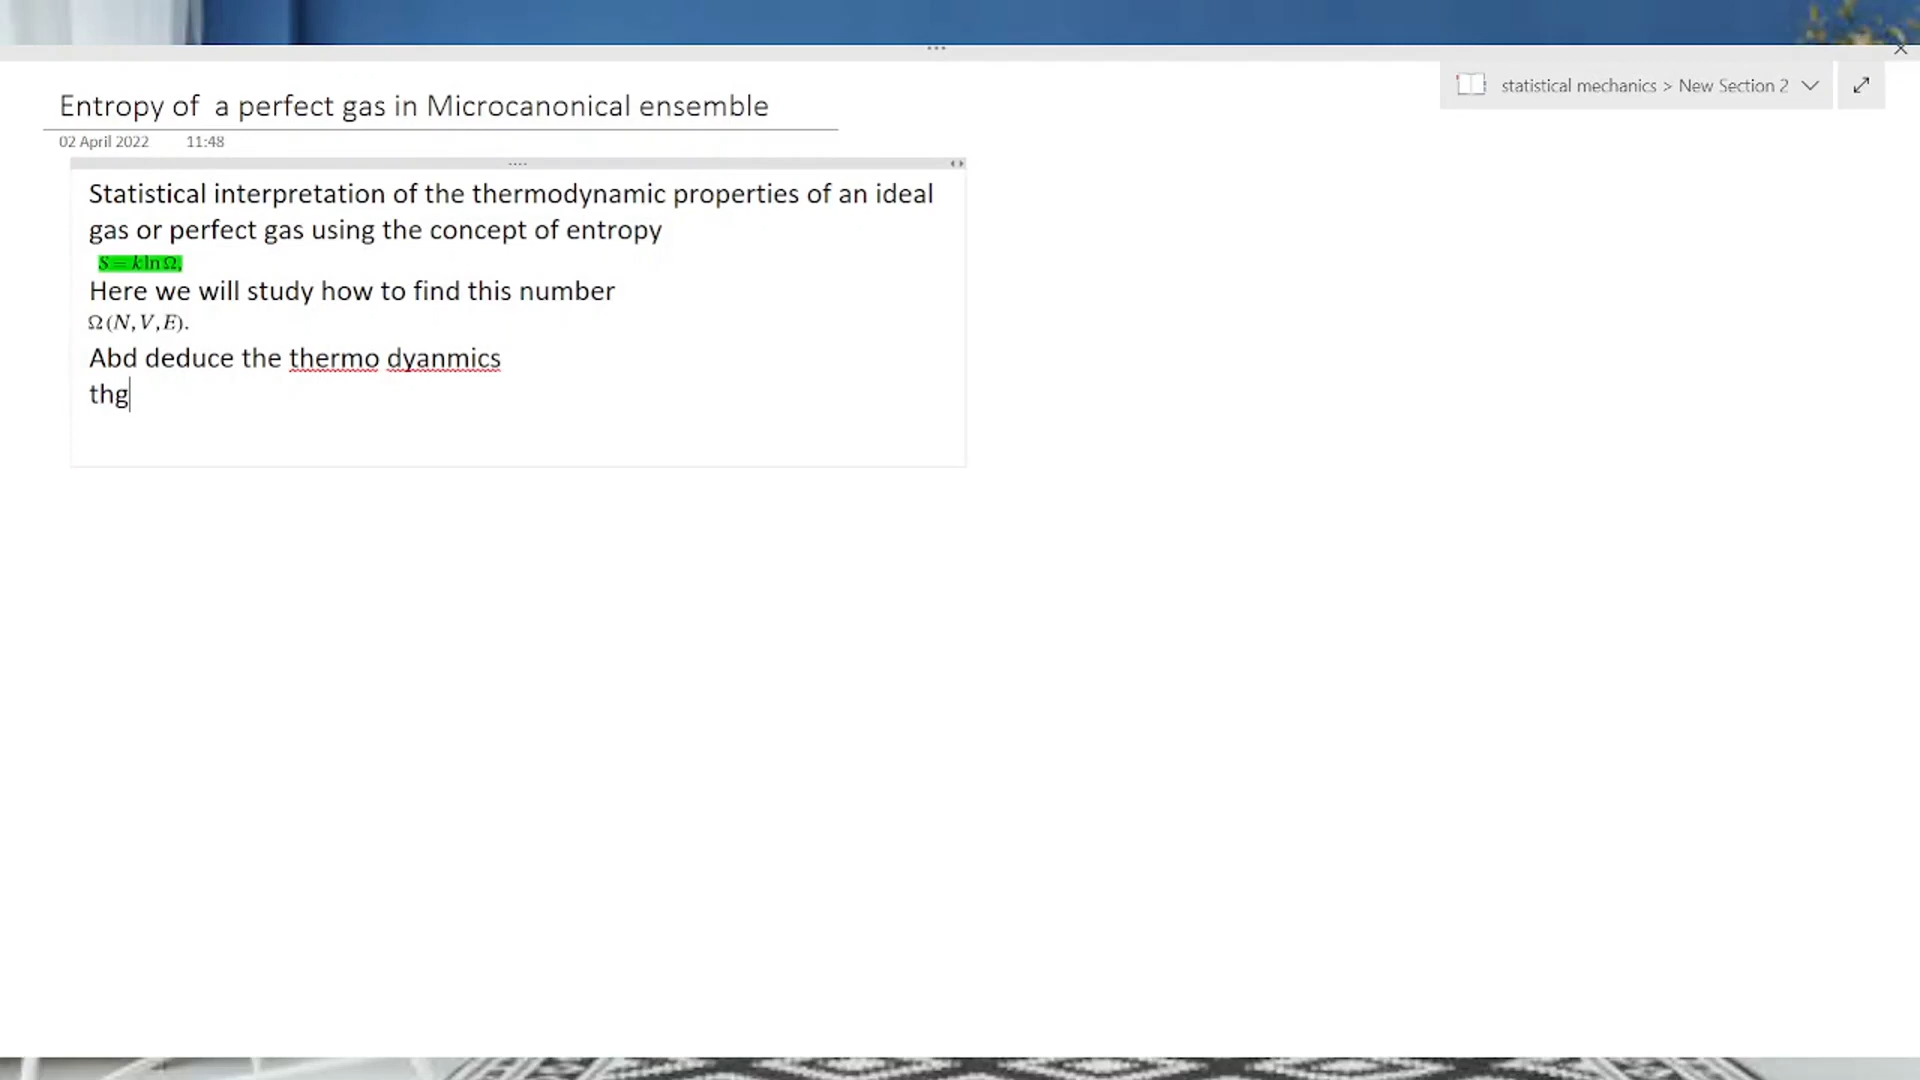 statistical mechanics > New Section 2
Entropy of a perfect gas in Microcanonical ensemble
02 April 2022 11:48
Statistical interpretation of the thermodynamic properties of an ideal
gas or perfect gas using the concept of entropy
S = k ln Ω,
Here we will study how to find this number
Ω (N, V, E).
Abd deduce the thermo dyanmics
thg